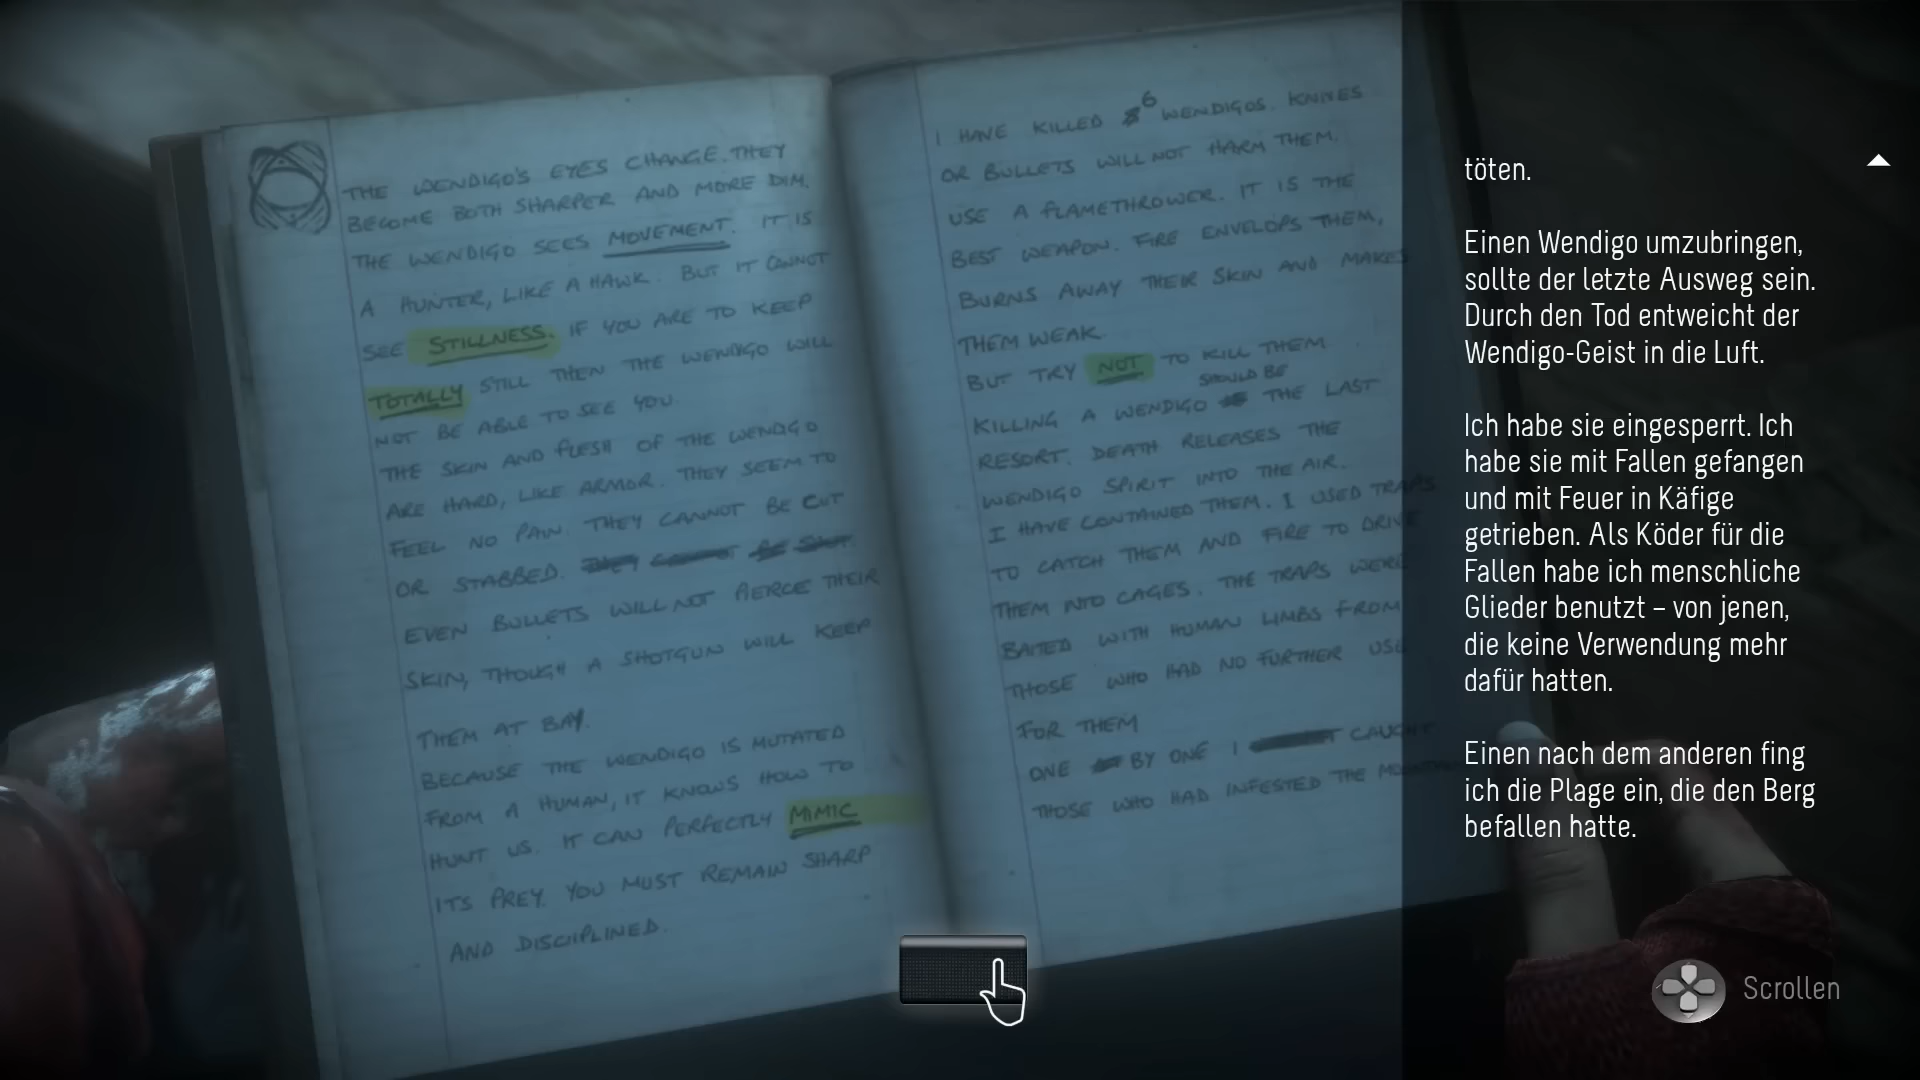 THE WENDIGO'S EYES CHANGE. THEY
BECOME BOTH SHARPER AND MORE DIM.
THE WENDIGO SEES MOVEMENT. IT IS
A HUNTER, LIKE A HAWK. BUT IT CANNOT
SEE STILLNESS. IF YOU ARE TO KEEP
TOTALLY STILL THEN THE WENDIGO WILL
NOT BE ABLE TO SEE YOU.
THE SKIN AND FLESH OF THE WENDIGO
ARE HARD, LIKE ARMOR. THEY SEEM TO
FEEL NO PAIN. THEY CANNOT BE CUT
OR STABBED. THEY CANNOT BE SHOT.
EVEN BULLETS WILL NOT PIERCE THEIR
SKIN, THOUGH A SHOTGUN WILL KEEP
THEM AT BAY.
BECAUSE THE WENDIGO IS MUTATED
FROM A HUMAN, IT KNOWS HOW TO
HUNT US. IT CAN PERFECTLY MIMIC
ITS PREY. YOU MUST REMAIN SHARP
AND DISCIIPLINED.
I HAVE KILLED 6 WENDIGOS. KNIVES
OR BULLETS WILL NOT HARM THEM.
USE A FLAMETHROWER. IT IS THE
BEST WEAPON. FIRE ENVELOPS THEM,
BURNS AWAY THEIR SKIN AND MAKES
THEM WEAK.
BUT TRY NOT TO KILL THEM
KILLING A WENDIGO SHOULD BE THE LAST
RESORT. DEATH RELEASES THE
WENDIGO SPIRIT INTO THE AIR.
I HAVE CONTAINED THEM. I USED TRAPS
TO CATCH THEM AND FIRE TO DRIVE
THEM INTO CAGES. THE TRAPS WERE
BAITED WITH HUMAN LIMBS FROM
THOSE WHO HAD NO FURTHER USE
FOR THEM
ONE BY ONE I CAUGHT
THOSE WHO HAD INFESTED THE MOUNTAIN
töten.
Einen Wendigo umzubringen,
sollte der letzte Ausweg sein.
Durch den Tod entweicht der
Wendigo-Geist in die Luft.
Ich habe sie eingesperrt. Ich
habe sie mit Fallen gefangen
und mit Feuer in Käfige
getrieben. Als Köder für die
Fallen habe ich menschliche
Glieder benutzt – von jenen,
die keine Verwendung mehr
dafür hatten.
Einen nach dem anderen fing
ich die Plage ein, die den Berg
befallen hatte.
Scrollen